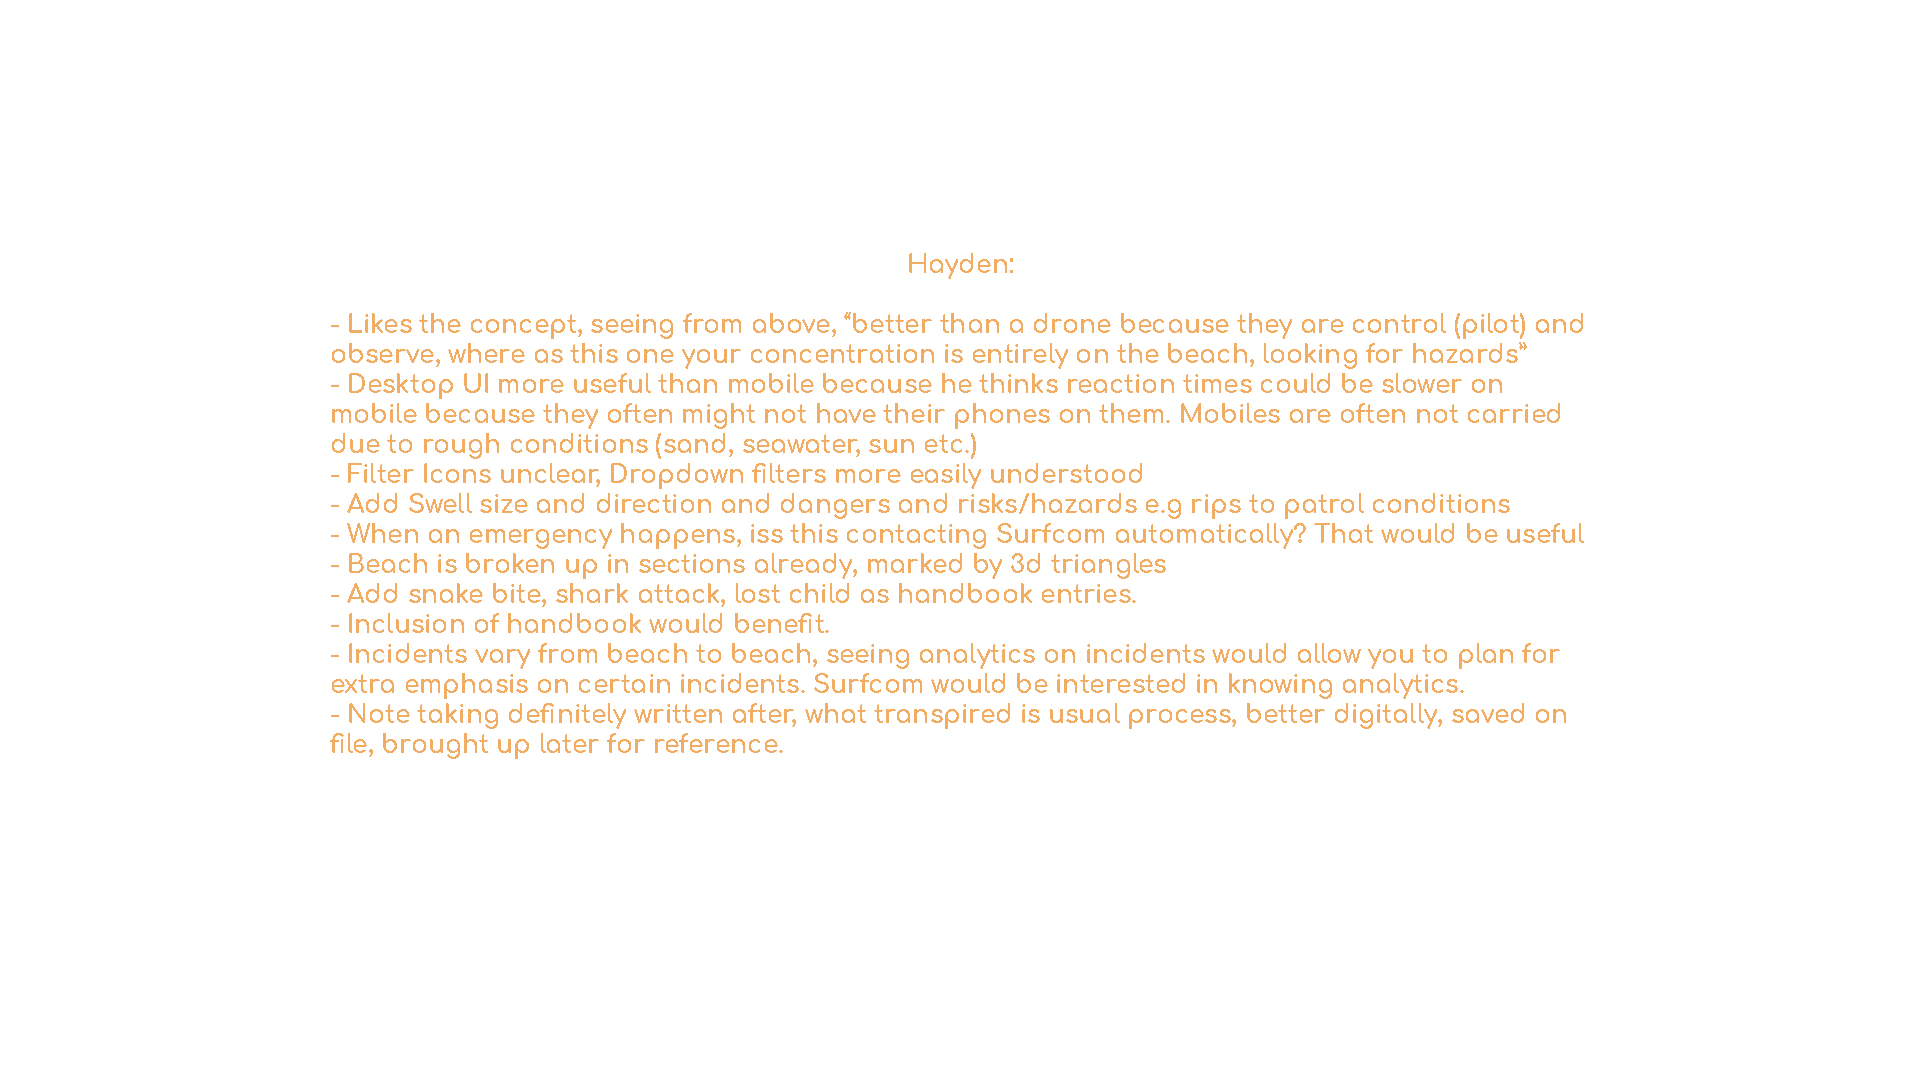 Hayden:
- Likes the concept, seeing from above, “better than a drone because they are control (pilot) and
observe, where as this one your concentration is entirely on the beach, looking for hazards”
- Desktop UI more useful than mobile because he thinks reaction times could be slower on
mobile because they often might not have their phones on them. Mobiles are often not carried
due to rough conditions (sand, seawater, sun etc.)
- Filter Icons unclear, Dropdown filters more easily understood
- Add Swell size and direction and dangers and risks/hazards e.g rips to patrol conditions
- When an emergency happens, iss this contacting Surfcom automatically? That would be useful
- Beach is broken up in sections already, marked by 3d triangles
- Add snake bite, shark attack, lost child as handbook entries.
- Inclusion of handbook would benefit.
- Incidents vary from beach to beach, seeing analytics on incidents would allow you to plan for
extra emphasis on certain incidents. Surfcom would be interested in knowing analytics.
- Note taking definitely written after, what transpired is usual process, better digitally, saved on
file, brought up later for reference.